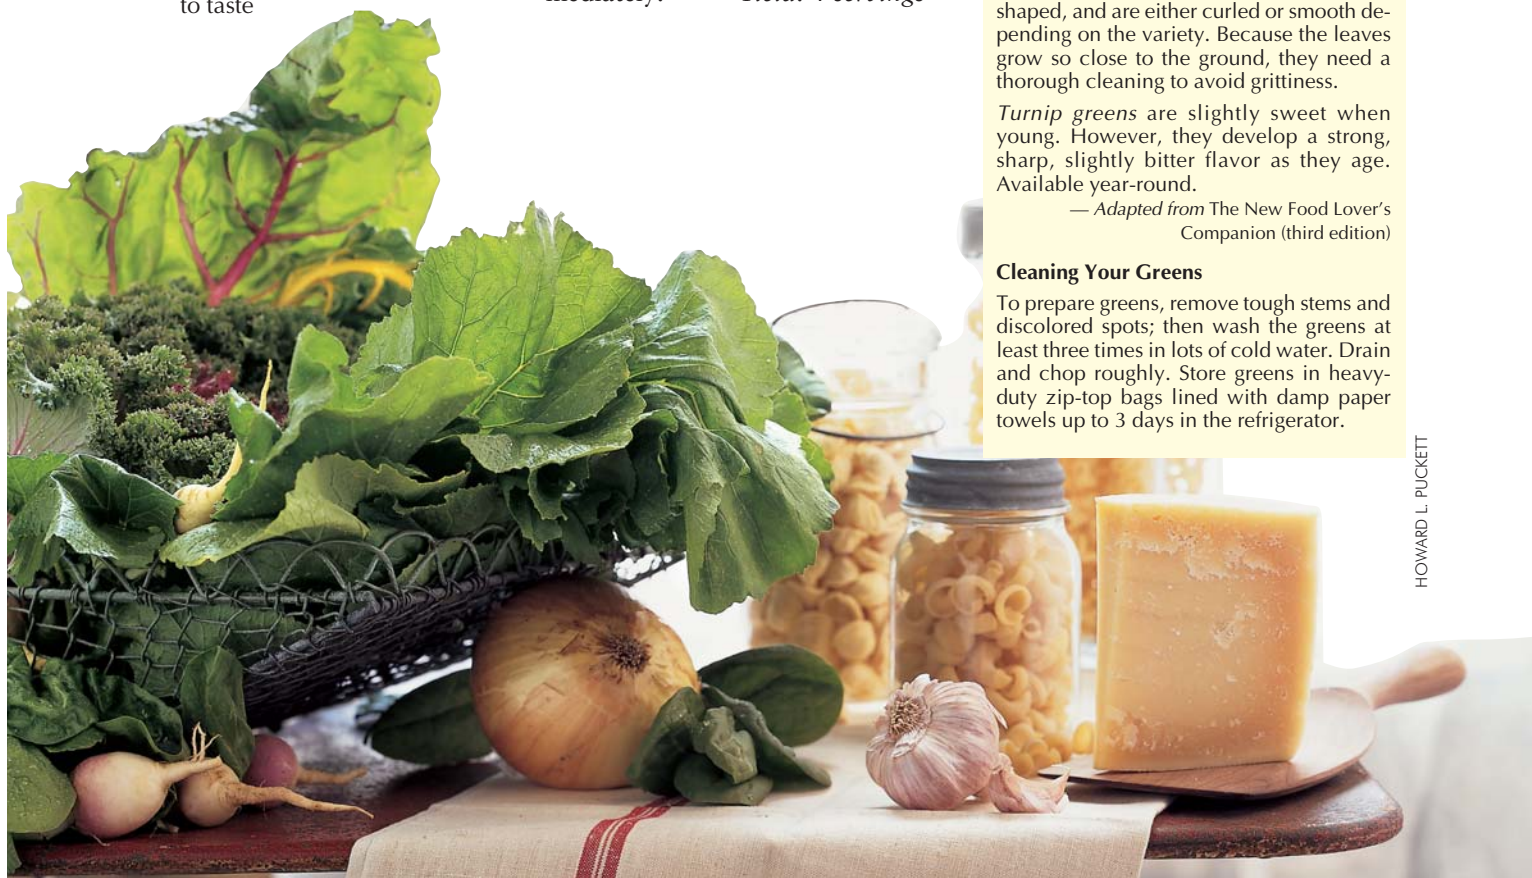 to taste
mediately.
Yield: 4 servings
shaped, and are either curled or smooth de-
pending on the variety. Because the leaves
grow so close to the ground, they need a
thorough cleaning to avoid grittiness.
Turnip greens are slightly sweet when
young. However, they develop a strong,
sharp, slightly bitter flavor as they age.
Available year-round.
— Adapted from The New Food Lover’s
Companion (third edition)
Cleaning Your Greens
To prepare greens, remove tough stems and
discolored spots; then wash the greens at
least three times in lots of cold water. Drain
and chop roughly. Store greens in heavy-
duty zip-top bags lined with damp paper
towels up to 3 days in the refrigerator.
HOWARD L. PUCKETT